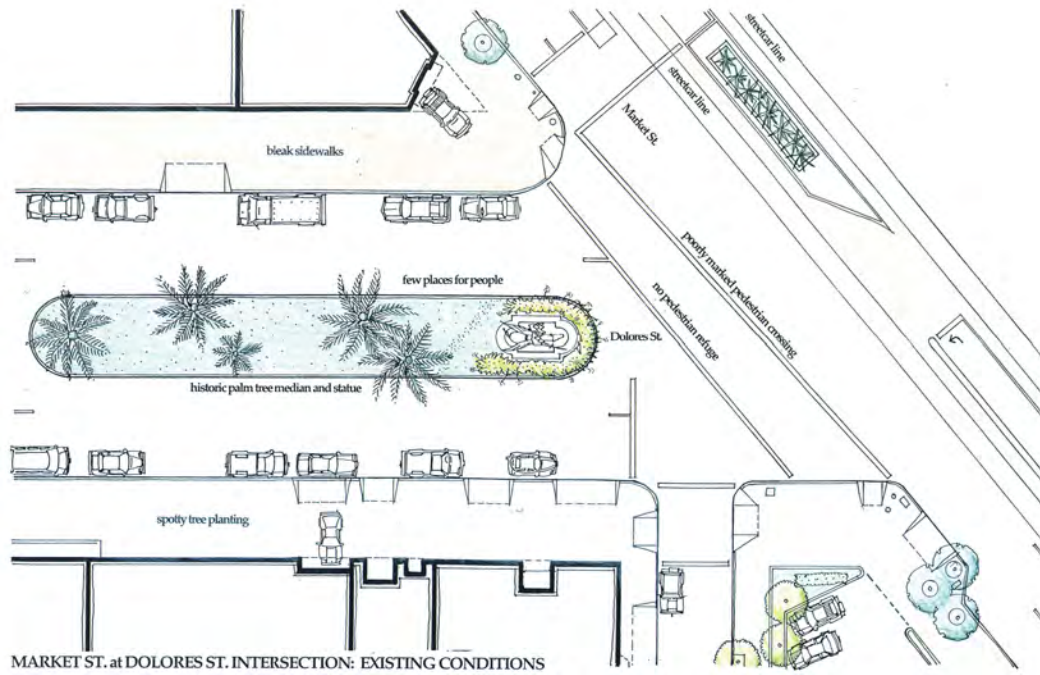 streetcar line
streetcar line
Market St.
bleak sidewalks
poorly marked pedestrian crossing
few places for people
no pedestrian refuge
Dolores St.
historic palm tree median and statue
spotty tree planting
MARKET ST. at DOLORES ST. INTERSECTION: EXISTING CONDITIONS